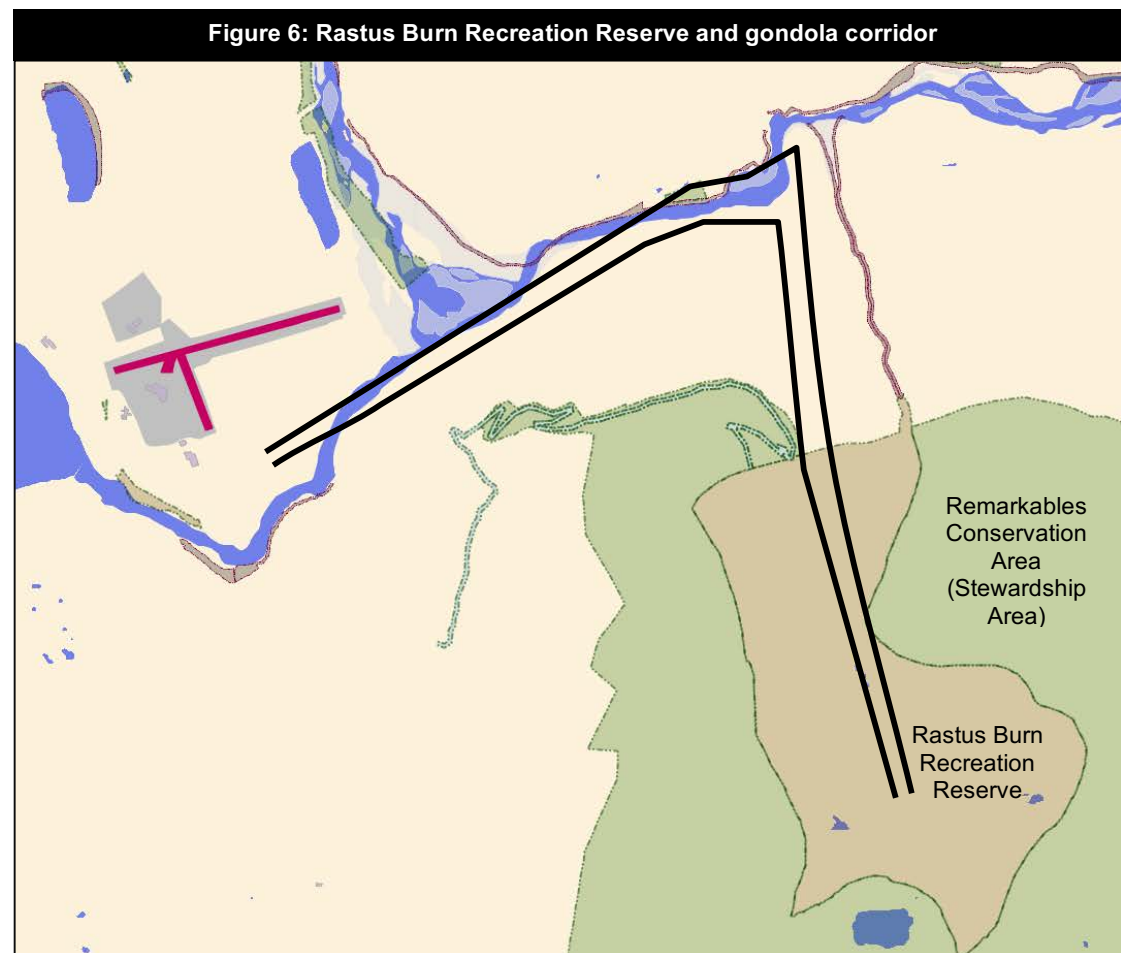 Figure 6: Rastus Burn Recreation Reserve and gondola corridor
Remarkables
Conservation
Area
(Stewardship
Area)
Rastus Burn
Recreation
Reserve